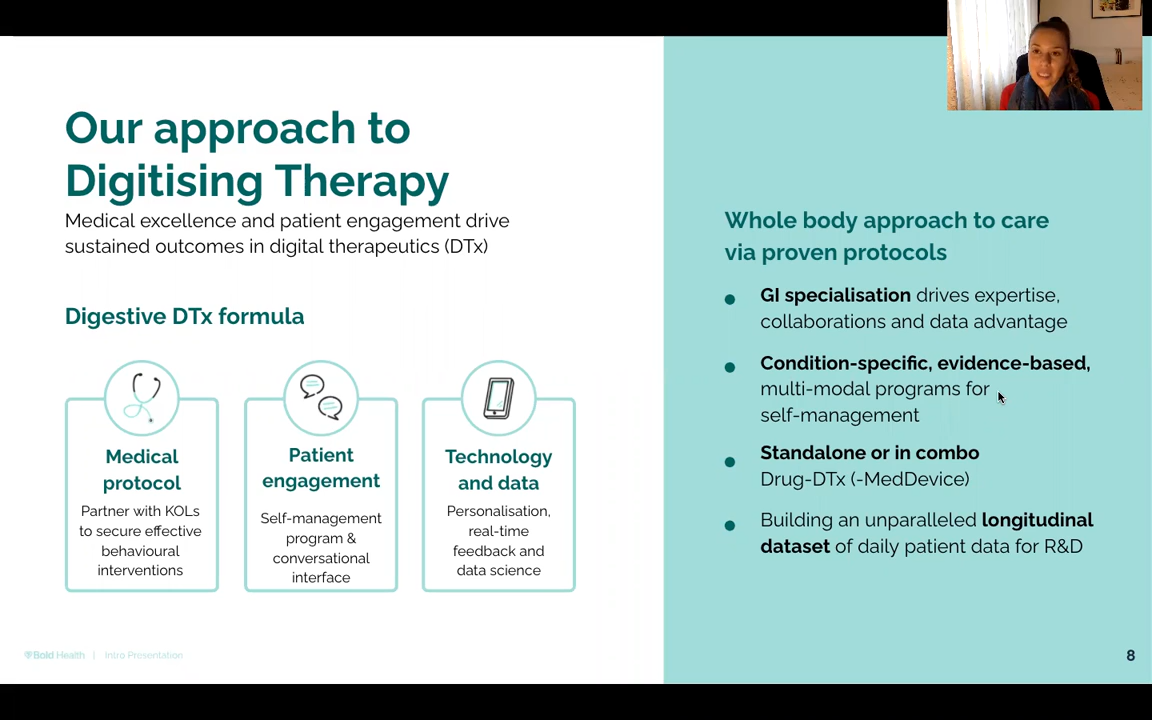 Our approach to
Digitising Therapy
Medical excellence and patient engagement drive
sustained outcomes in digital therapeutics (DTx)
Digestive DTx formula
Medical
protocol
Partner with KOLs
to secure effective
behavioural
interventions
Patient
engagement
Self-management
program &
conversational
interface
Technology
and data
Personalisation,
real-time
feedback and
data science
Whole body approach to care
via proven protocols
GI specialisation drives expertise,
collaborations and data advantage
Condition-specific, evidence-based,
multi-modal programs for
self-management
Standalone or in combo
Drug-DTx (-MedDevice)
Building an unparalleled longitudinal
dataset of daily patient data for R&D
Bold Health | Intro Presentation
8